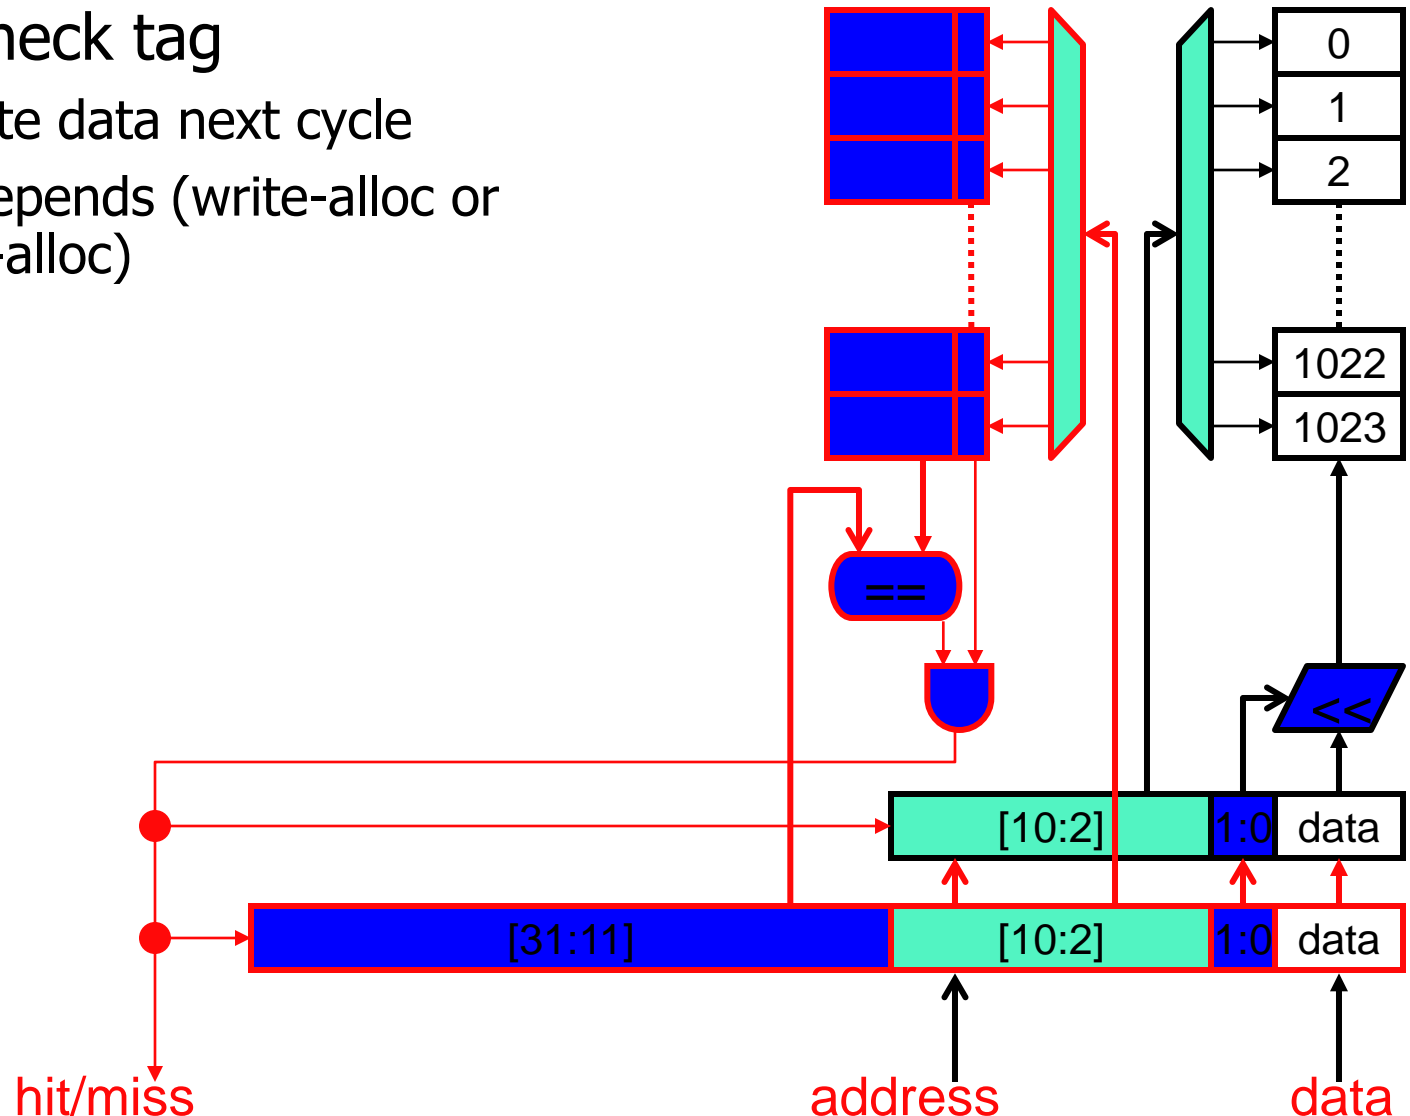 heck tag
te data next cycle
epends (write-alloc or
-alloc)
0
1
2
1022
1023
==
<<
[10:2]
1:0
data
[31:11]
[10:2]
1:0
data
hit/miss
address
data